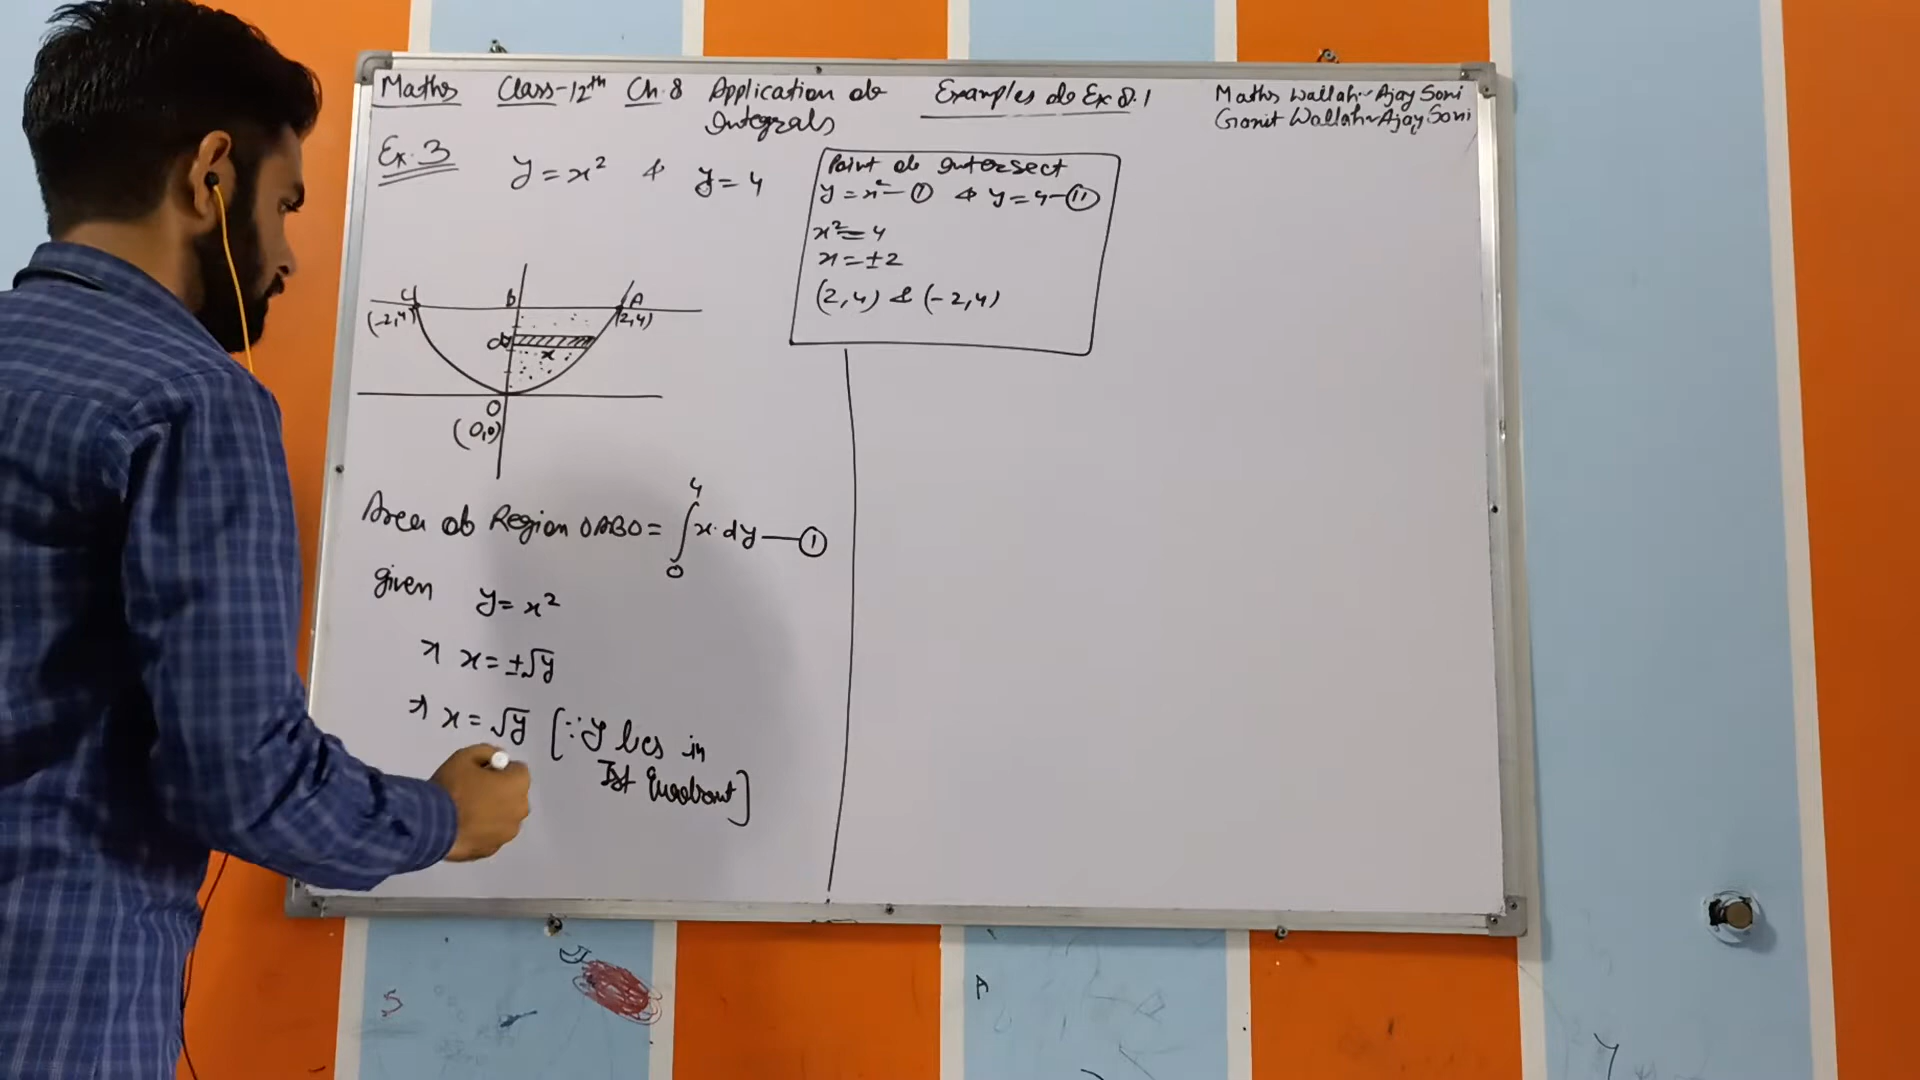 Maths Class-12th Ch.8 Application of Integrals Examples of Ex 8.1
Maths Wallah-Ajay Soni
Ganit Wallah-Ajay Soni
Ex.3 y = x² & y = 4
Point of Intersect
y = x² — ① & y = 4 — ⑪
x² = 4
x = ±2
(2,4) & (-2,4)
C B A
(-2,4) (2,4)
dy
x
O
(0,0)
Area of Region OABO = ∫₀⁴ x·dy — ①
given y = x²
⇒ x = ±√y
⇒ x = √y [∵ y lies in
Ist Quadrant]
S
A